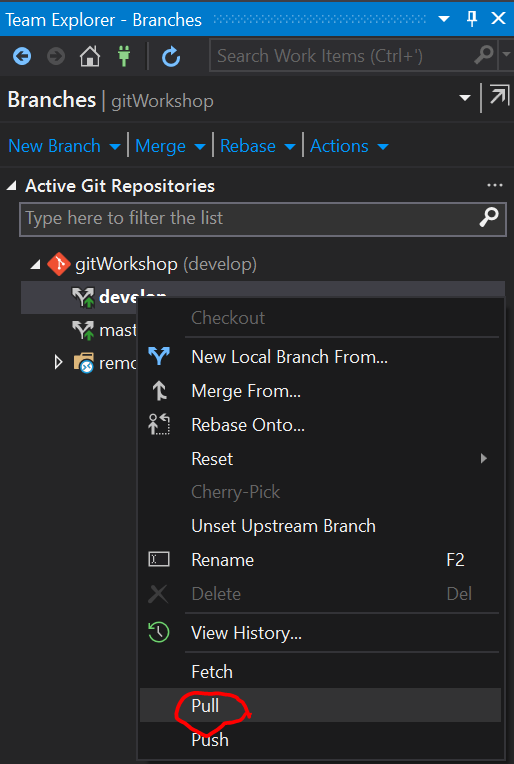 Team Explorer - Branches
Search Work Items (Ctrl+')
Branches | gitWorkshop
New Branch Merge Rebase Actions
Active Git Repositories
Type here to filter the list
gitWorkshop (develop)
develop
Checkout
mast
New Local Branch From...
remo
Merge From...
Rebase Onto...
Reset
Cherry-Pick
Unset Upstream Branch
Rename F2
Delete Del
View History...
Fetch
Pull
Push